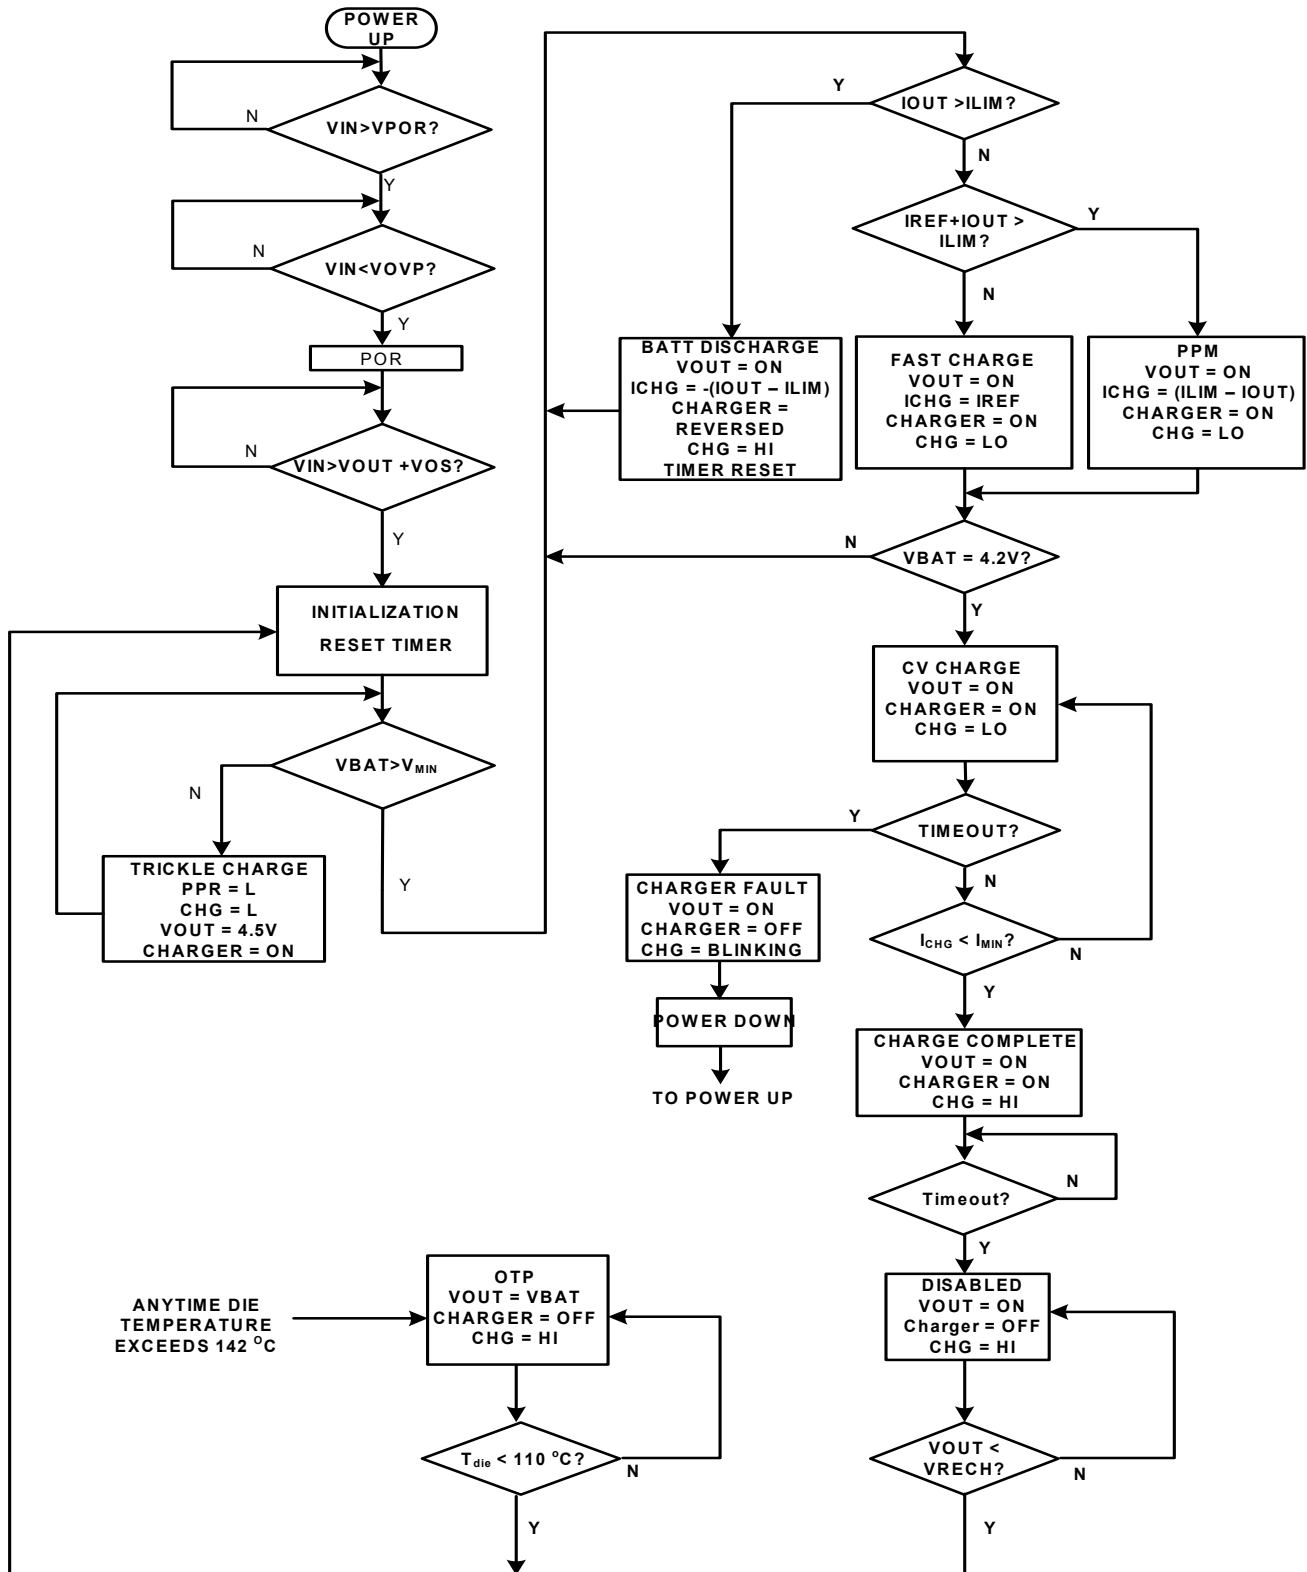 POWER
UP
N
VIN>VPOR?
Y
N
VIN<VOVP?
Y
POR
N
VIN>VOUT +VOS?
Y
INITIALIZATION
RESET TIMER
VBAT>VMIN
N
Y
TRICKLE CHARGE
PPR = L
CHG = L
VOUT = 4.5V
CHARGER = ON
Y
IOUT >ILIM?
N
IREF+IOUT >
ILIM?
Y
N
BATT DISCHARGE
VOUT = ON
ICHG = -(IOUT – ILIM)
CHARGER =
REVERSED
CHG = HI
TIMER RESET
FAST CHARGE
VOUT = ON
ICHG = IREF
CHARGER = ON
CHG = LO
PPM
VOUT = ON
ICHG = (ILIM – IOUT)
CHARGER = ON
CHG = LO
N
VBAT = 4.2V?
Y
CV CHARGE
VOUT = ON
CHARGER = ON
CHG = LO
Y
TIMEOUT?
N
CHARGER FAULT
VOUT = ON
CHARGER = OFF
CHG = BLINKING
POWER DOWN
TO POWER UP
ICHG < IMIN?
N
Y
CHARGE COMPLETE
VOUT = ON
CHARGER = ON
CHG = HI
Timeout?
N
Y
DISABLED
VOUT = ON
Charger = OFF
CHG = HI
VOUT <
VRECH?
N
Y
ANYTIME DIE
TEMPERATURE
EXCEEDS 142 °C
OTP
VOUT = VBAT
CHARGER = OFF
CHG = HI
Tdie < 110 °C?
N
Y